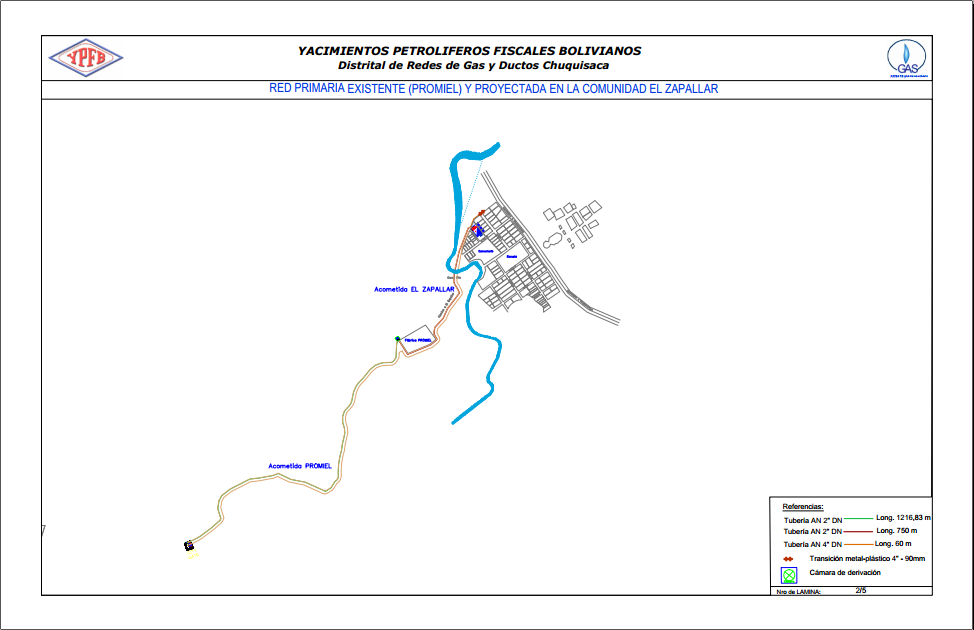 YPFB
YACIMIENTOS PETROLIFEROS FISCALES BOLIVIANOS
Distrital de Redes de Gas y Ductos Chuquisaca
GAS
RED PRIMARIA EXISTENTE (PROMIEL) Y PROYECTADA EN LA COMUNIDAD EL ZAPALLAR
Acometida EL ZAPALLAR
Fábrica PROMIEL
Acometida PROMIEL
Referencias:
Tubería AN 2" DN Long. 1216,83 m
Tubería AN 2" DN Long. 750 m
Tubería AN 4" DN Long. 60 m
Transición metal-plástico 4" - 90mm
Cámara de derivación
Nro de LAMINA: 2/5